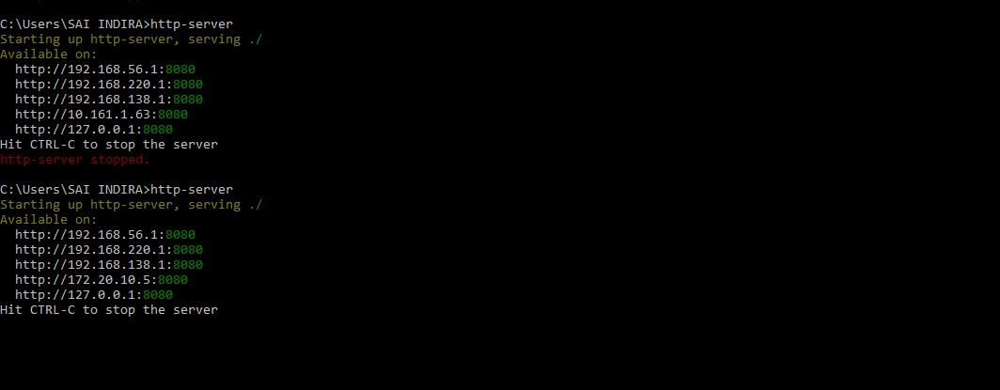 C:\Users\SAI INDIRA>http-server
Starting up http-server, serving ./
Available on:
  http://192.168.56.1:8080
  http://192.168.220.1:8080
  http://192.168.138.1:8080
  http://10.161.1.63:8080
  http://127.0.0.1:8080
Hit CTRL-C to stop the server
http-server stopped.
C:\Users\SAI INDIRA>http-server
Starting up http-server, serving ./
Available on:
  http://192.168.56.1:8080
  http://192.168.220.1:8080
  http://192.168.138.1:8080
  http://172.20.10.5:8080
  http://127.0.0.1:8080
Hit CTRL-C to stop the server